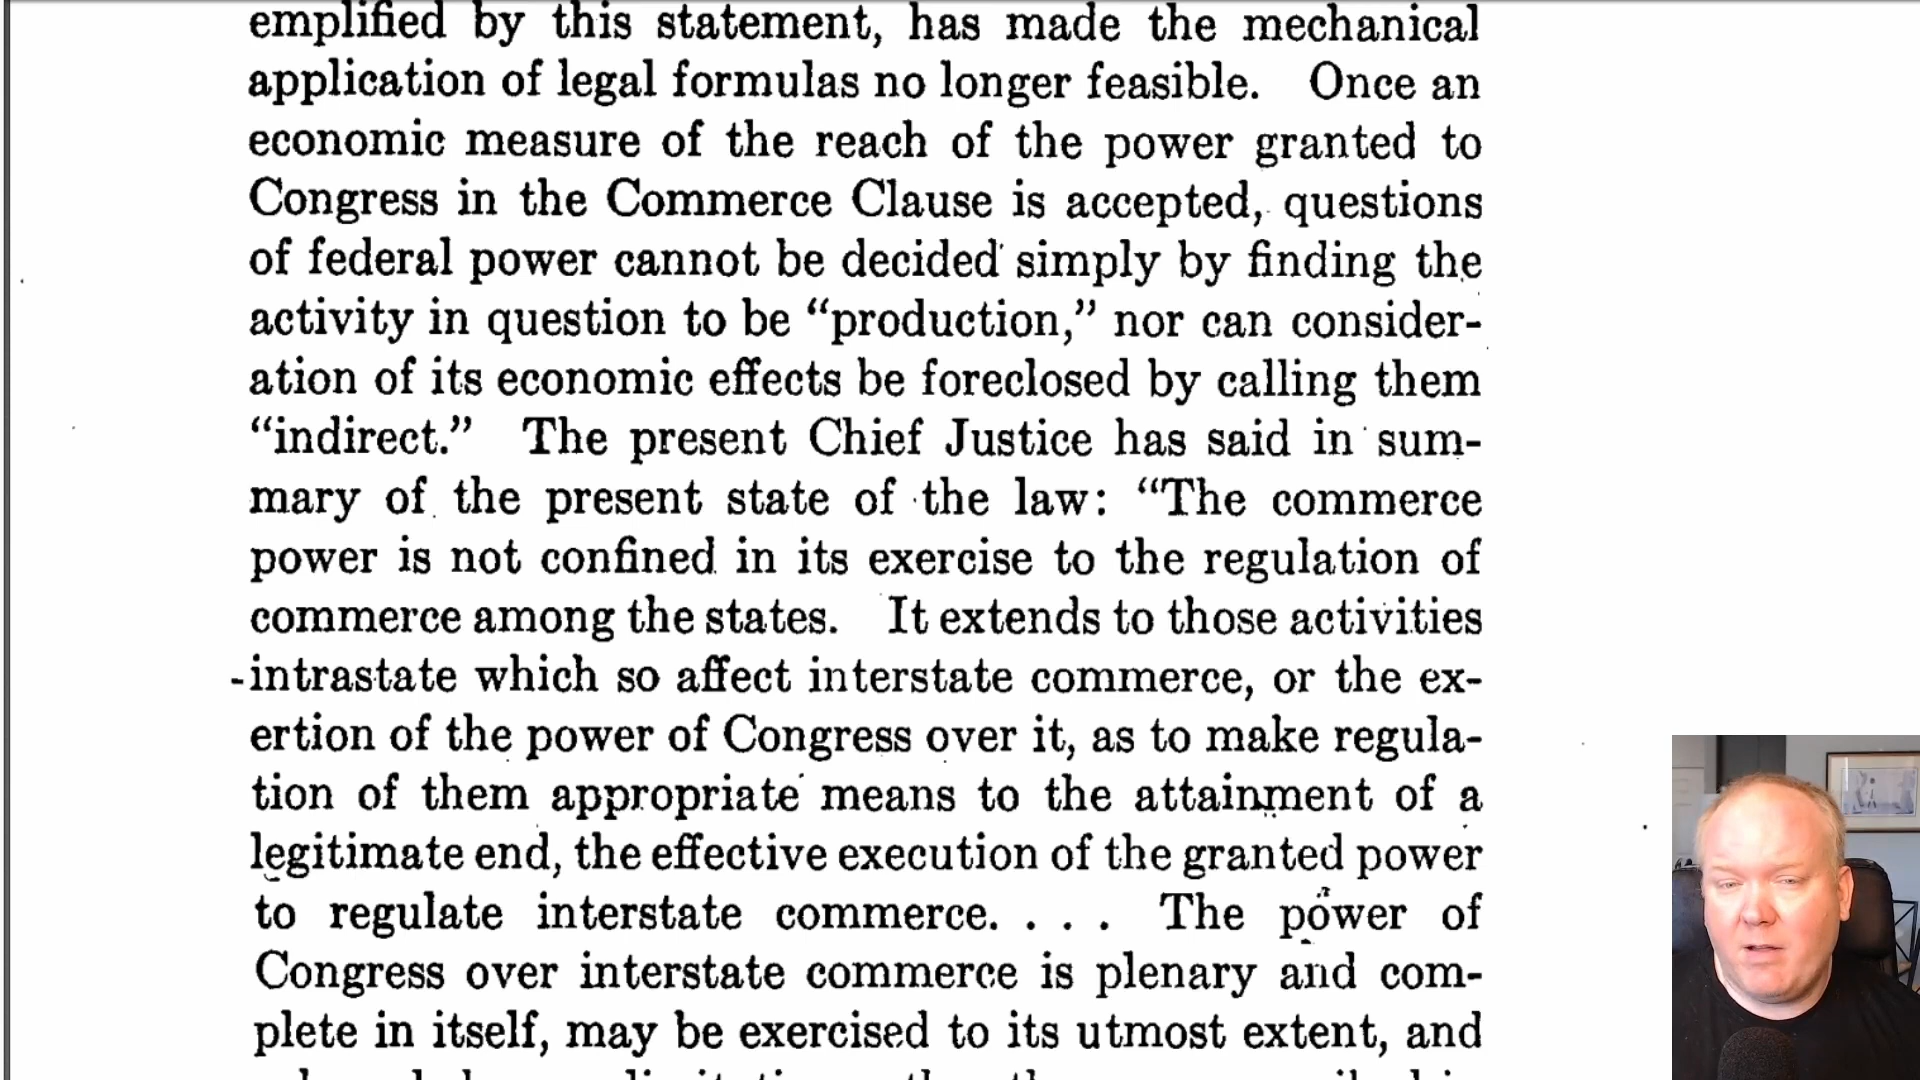 emplified by this statement, has made the mechanical
application of legal formulas no longer feasible. Once an
economic measure of the reach of the power granted to
Congress in the Commerce Clause is accepted, questions
of federal power cannot be decided simply by finding the
activity in question to be “production,” nor can consider-
ation of its economic effects be foreclosed by calling them
“indirect.” The present Chief Justice has said in sum-
mary of the present state of the law: “The commerce
power is not confined in its exercise to the regulation of
commerce among the states. It extends to those activities
intrastate which so affect interstate commerce, or the ex-
ertion of the power of Congress over it, as to make regula-
tion of them appropriate means to the attainment of a
legitimate end, the effective execution of the granted power
to regulate interstate commerce. . . . The power of
Congress over interstate commerce is plenary and com-
plete in itself, may be exercised to its utmost extent, and